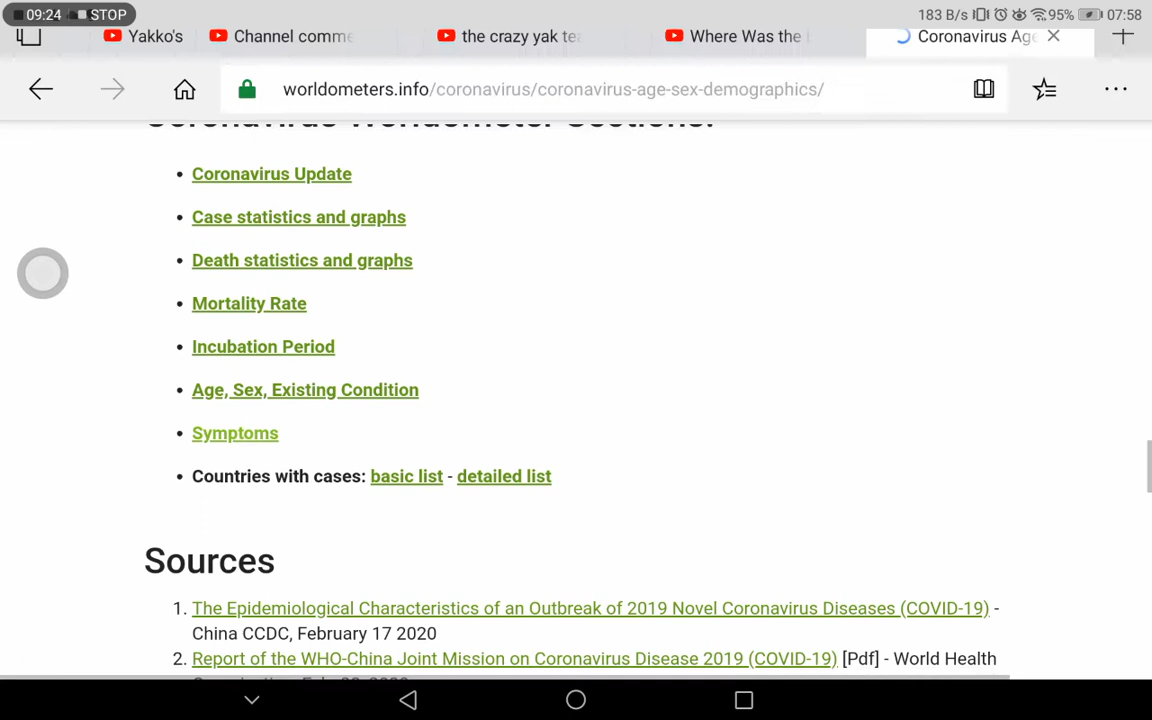 09:24 STOP 183 B/s 95% 07:58
Yakko's Channel comme the crazy yak te Where Was the Coronavirus Ag
worldometers.info/coronavirus/coronavirus-age-sex-demographics/
Coronavirus Worldometer Sections:
• Coronavirus Update
• Case statistics and graphs
• Death statistics and graphs
• Mortality Rate
• Incubation Period
• Age, Sex, Existing Condition
• Symptoms
• Countries with cases: basic list - detailed list
Sources
1. The Epidemiological Characteristics of an Outbreak of 2019 Novel Coronavirus Diseases (COVID-19) -
China CCDC, February 17 2020
2. Report of the WHO-China Joint Mission on Coronavirus Disease 2019 (COVID-19) [Pdf] - World Health